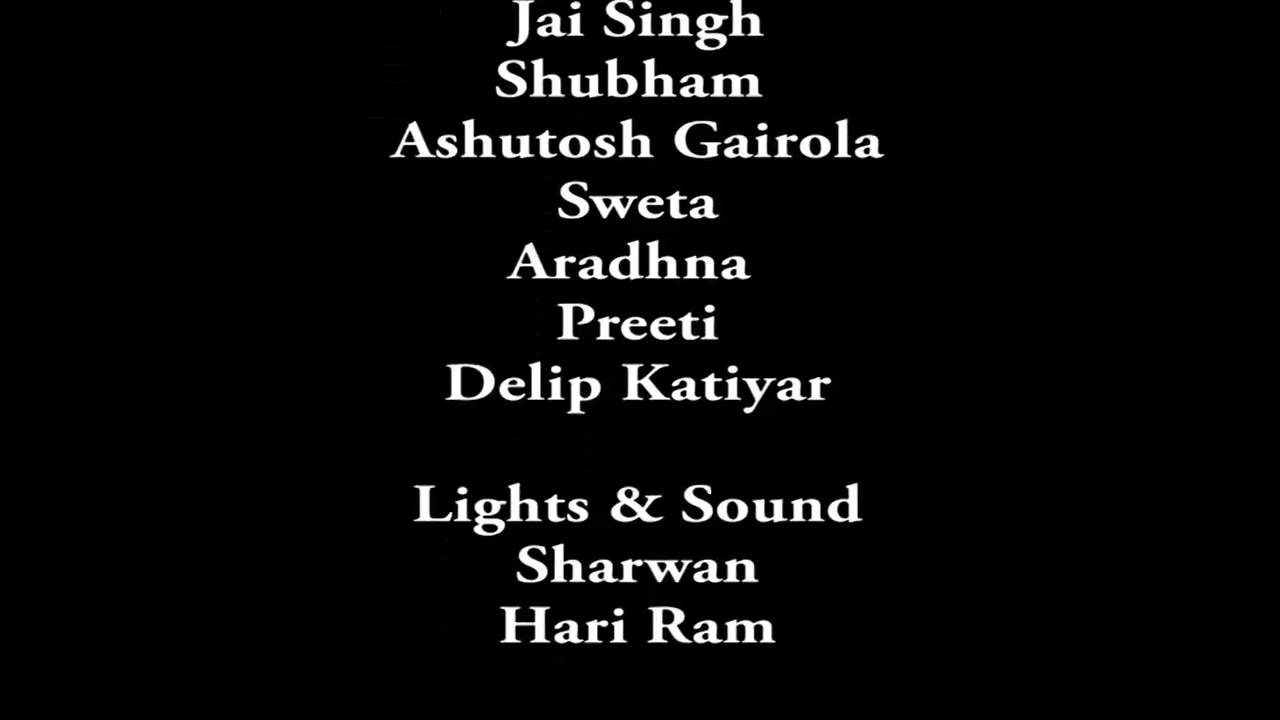 Jai Singh
Shubham
Ashutosh Gairola
Sweta
Aradhna
Preeti
Delip Katiyar
Lights & Sound
Sharwan
Hari Ram